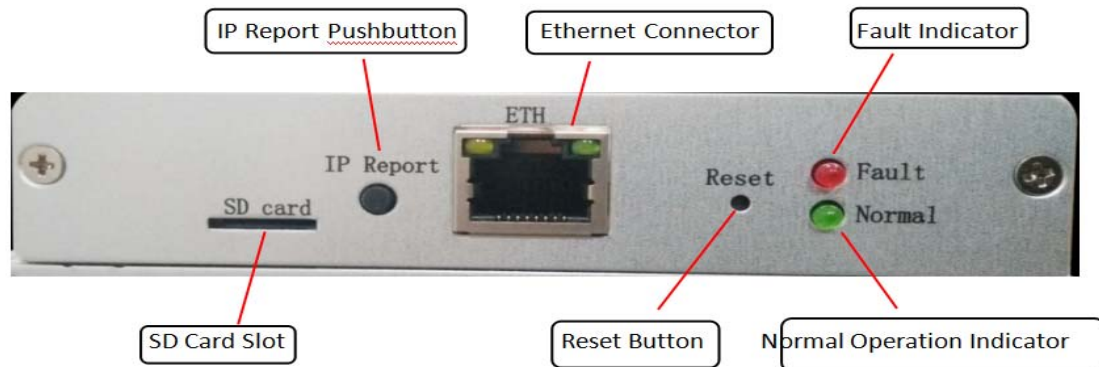 IP Report Pushbutton
Ethernet Connector
Fault Indicator
ETH
IP Report
SD card
Reset
Fault
Normal
SD Card Slot
Reset Button
Normal Operation Indicator